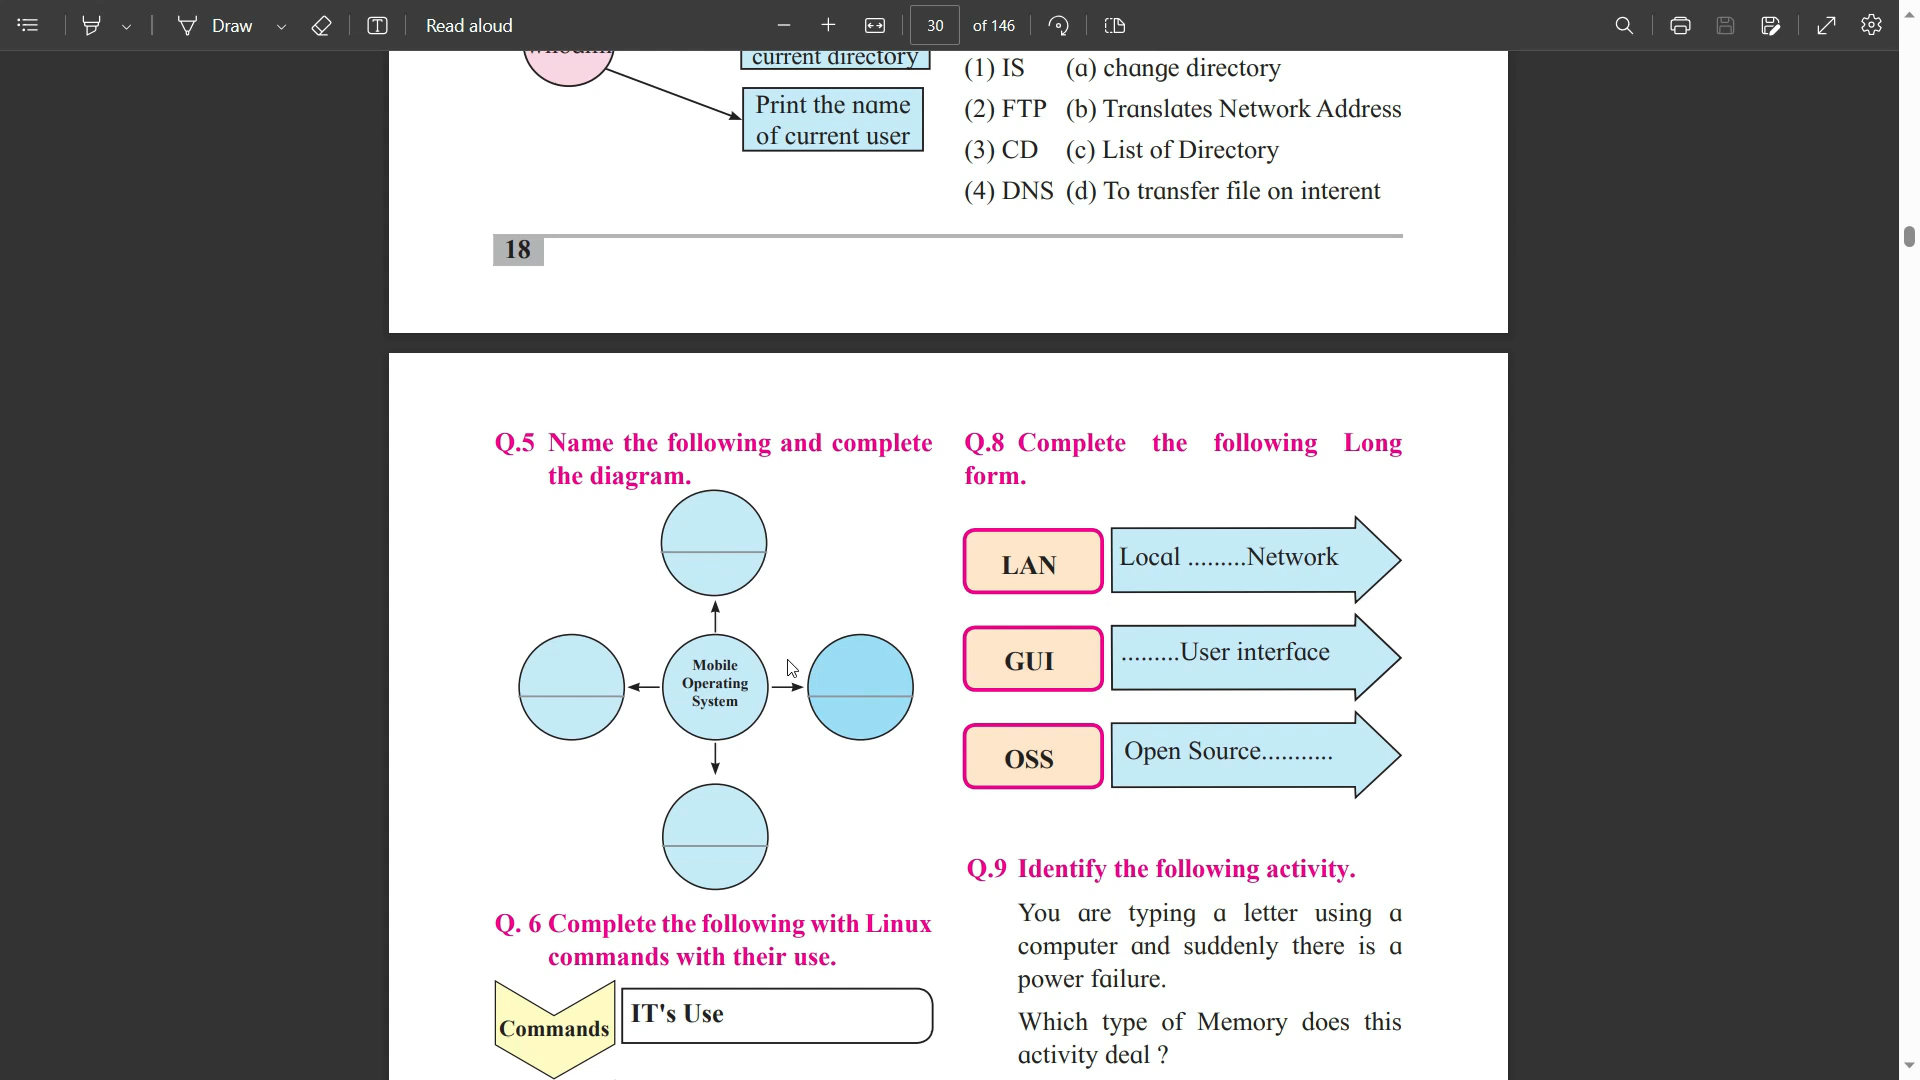 Draw
Read aloud
30
of 146
current directory
Print the name
of current user
(1) IS (a) change directory
(2) FTP (b) Translates Network Address
(3) CD (c) List of Directory
(4) DNS (d) To transfer file on interent
18
Q.5 Name the following and complete
the diagram.
Mobile
Operating
System
Q. 6 Complete the following with Linux
commands with their use.
Commands
IT's Use
Q.8 Complete the following Long
form.
LAN
Local .........Network
GUI
.........User interface
OSS
Open Source...........
Q.9 Identify the following activity.
You are typing a letter using a
computer and suddenly there is a
power failure.
Which type of Memory does this
activity deal ?